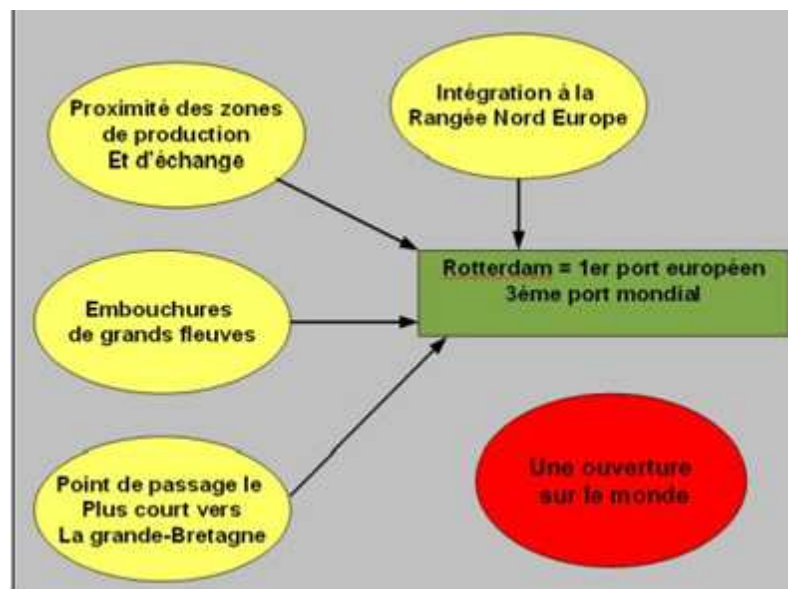 Proximité des zones
de production
Et d'échange
Intégration à la
Rangée Nord Europe
Rotterdam = 1er port européen
3ème port mondial
Embouchures
de grands fleuves
Point de passage le
Plus court vers
La grande-Bretagne
Une ouverture
sur le monde